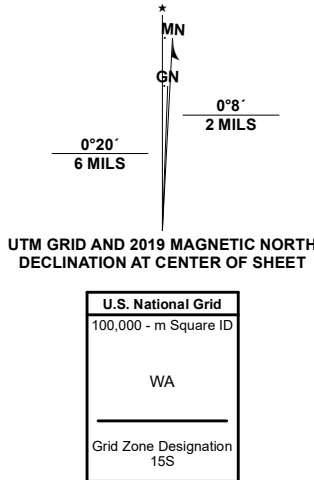 ★
MN
GN
0°8´
2 MILS
0°20´
6 MILS
UTM GRID AND 2019 MAGNETIC NORTH
DECLINATION AT CENTER OF SHEET
U.S. National Grid
100,000 - m Square ID
WA
Grid Zone Designation
15S